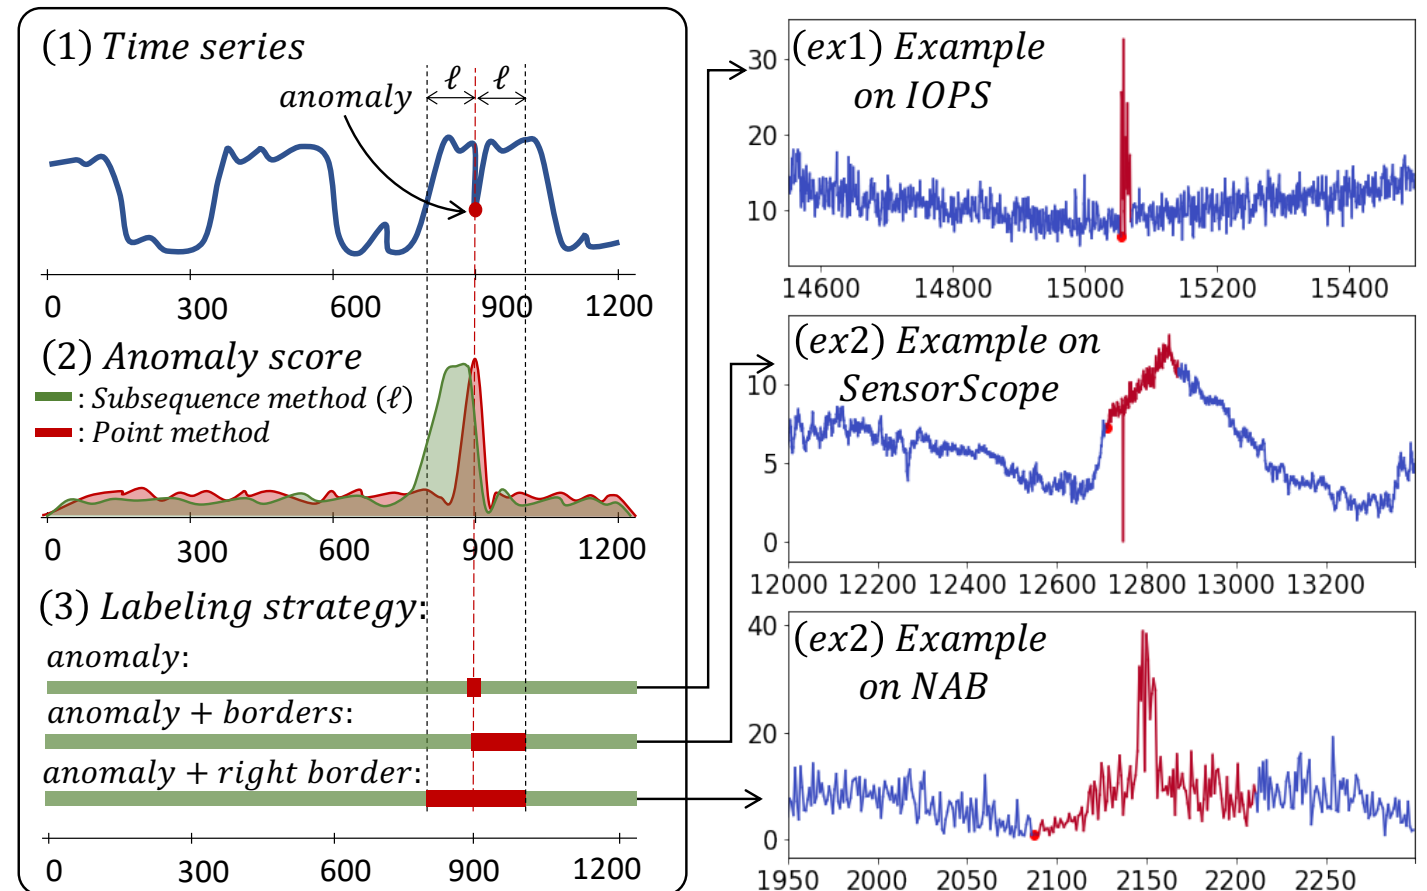 (1) Time series
ℓ ℓ
anomaly
0 300 600 900 1200
(2) Anomaly score
: Subsequence method (ℓ)
: Point method
0 300 600 900 1200
(3) Labeling strategy:
anomaly:
anomaly + borders:
anomaly + right border:
0 300 600 900 1200
(ex1) Example
on IOPS
30
20
10
14600 14800 15000 15200 15400
(ex2) Example on
SensorScope
10
5
0
12000 12200 12400 12600 12800 13000 13200
(ex2) Example
on NAB
40
20
0
1950 2000 2050 2100 2150 2200 2250